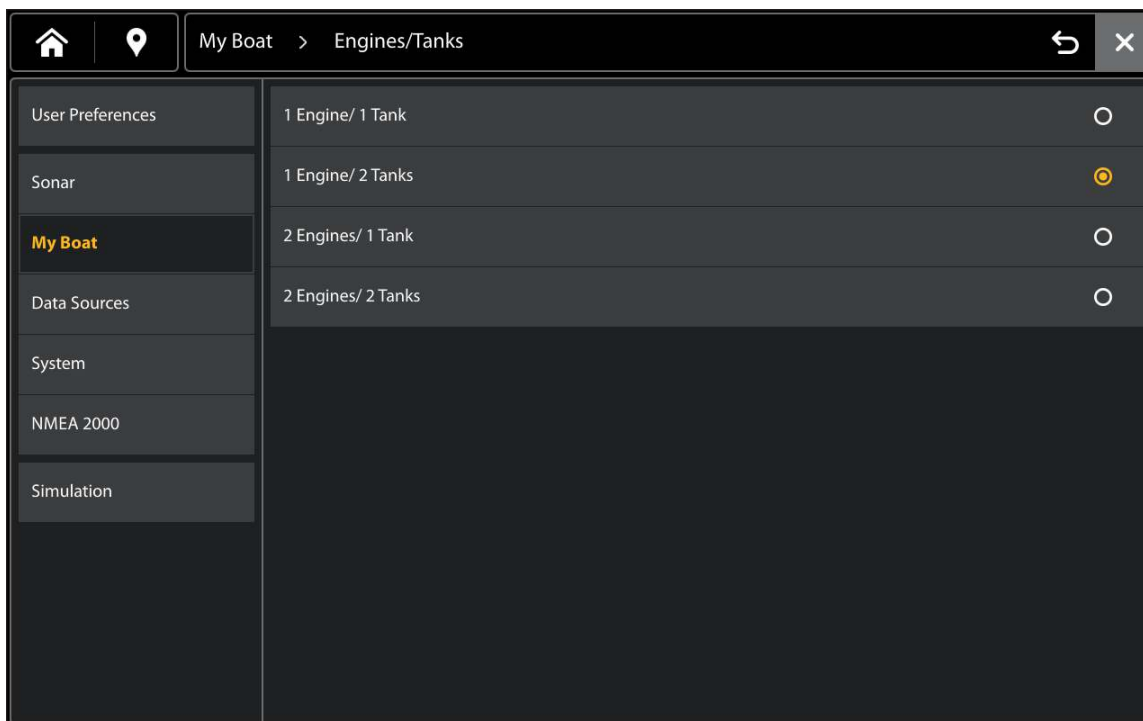 My Boat > Engines/Tanks
User Preferences
Sonar
My Boat
Data Sources
System
NMEA 2000
Simulation
1 Engine/ 1 Tank
1 Engine/ 2 Tanks
2 Engines/ 1 Tank
2 Engines/ 2 Tanks